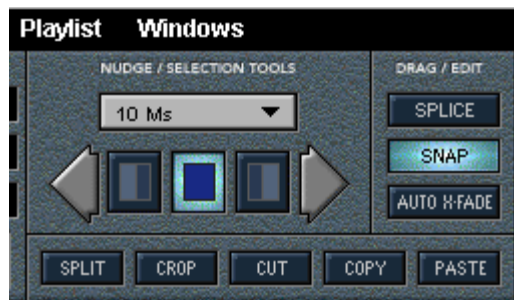 Playlist Windows
NUDGE / SELECTION TOOLS
DRAG / EDIT
10 Ms
SPLICE
SNAP
AUTO X-FADE
SPLIT CROP CUT COPY PASTE